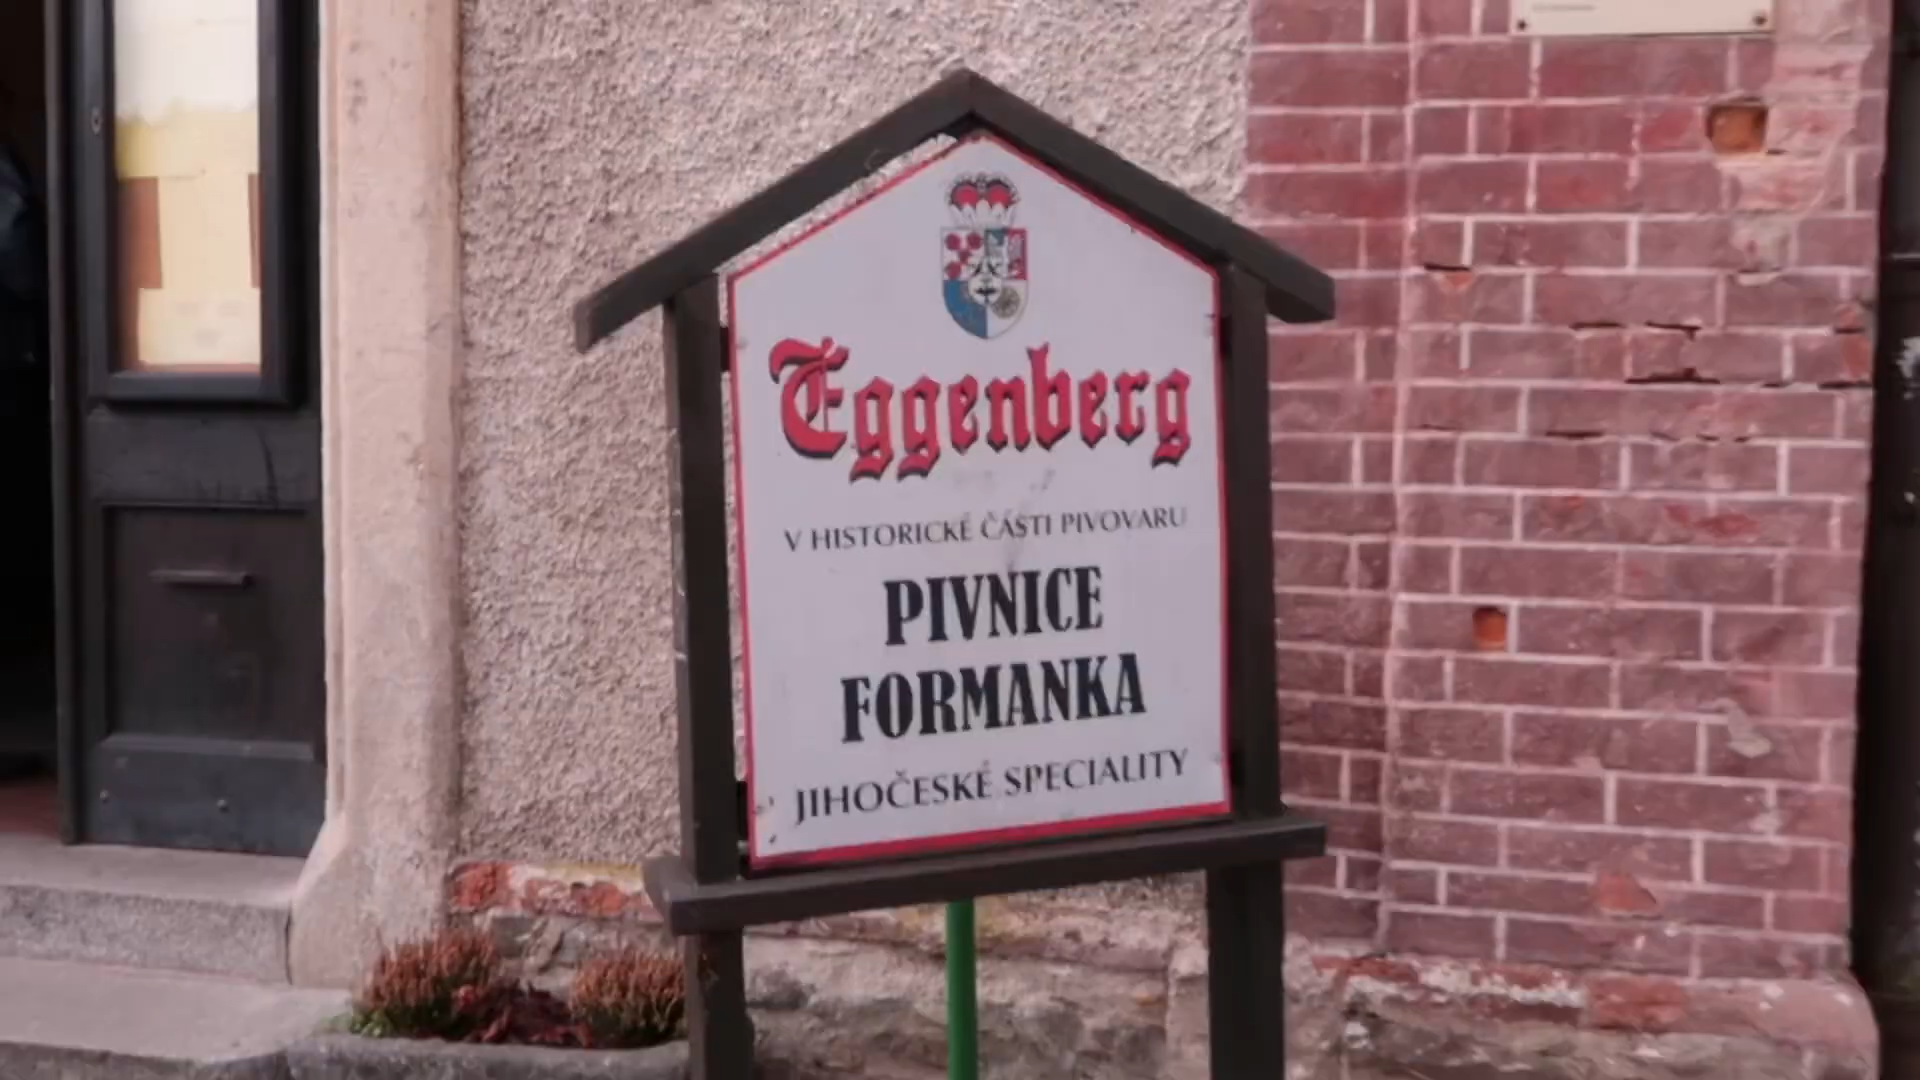 Eggenberg
V HISTORICKÉ ČÁSTI PIVOVARU
PIVNICE
FORMANKA
JIHOČESKÉ SPECIALITY